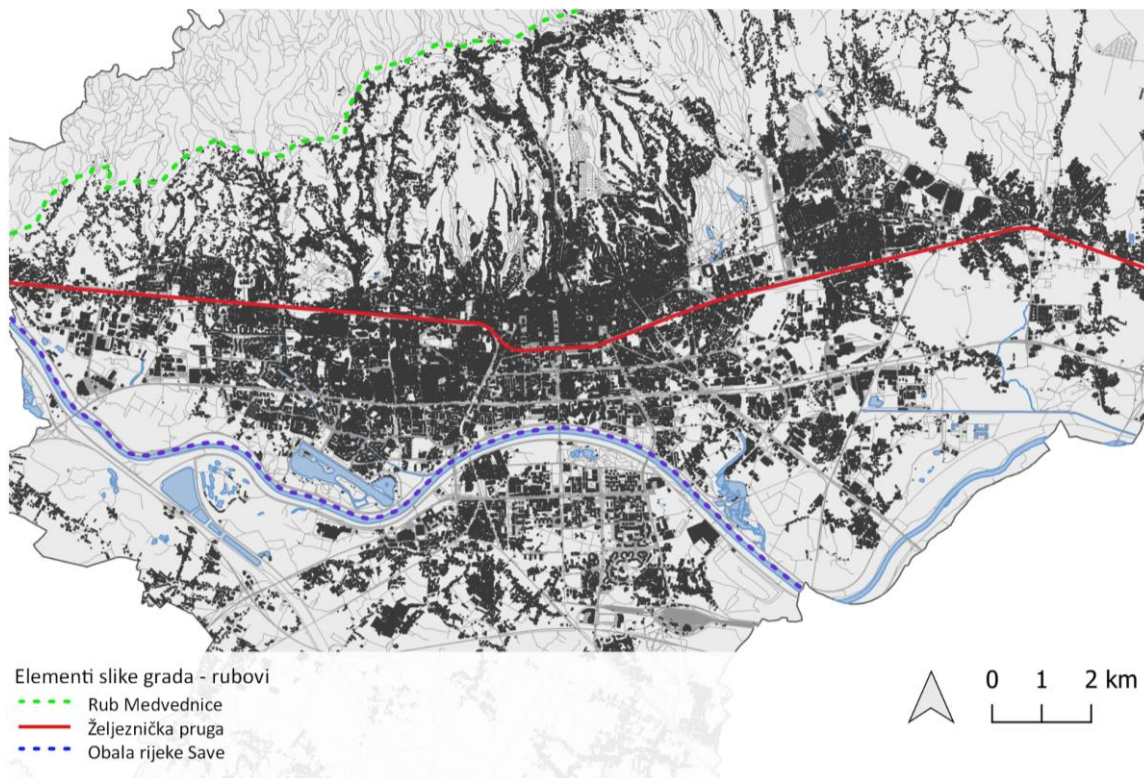 Elementi slike grada - rubovi
Rub Medvednice
Željeznička pruga
Obala rijeke Save
0 1 2 km